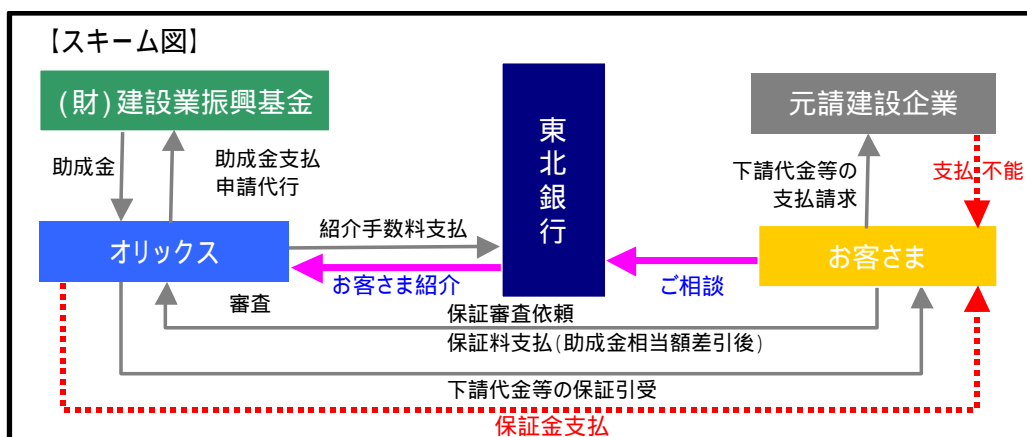 【スキーム図】
(財)建設業振興基金
東北銀行
元請建設企業
助成金
助成金支払
申請代行
下請代金等の
支払請求
支払不能
オリックス
紹介手数料支払
お客さま
お客さま紹介
ご相談
審査
保証審査依頼
保証料支払(助成金相当額差引後)
下請代金等の保証引受
保証金支払